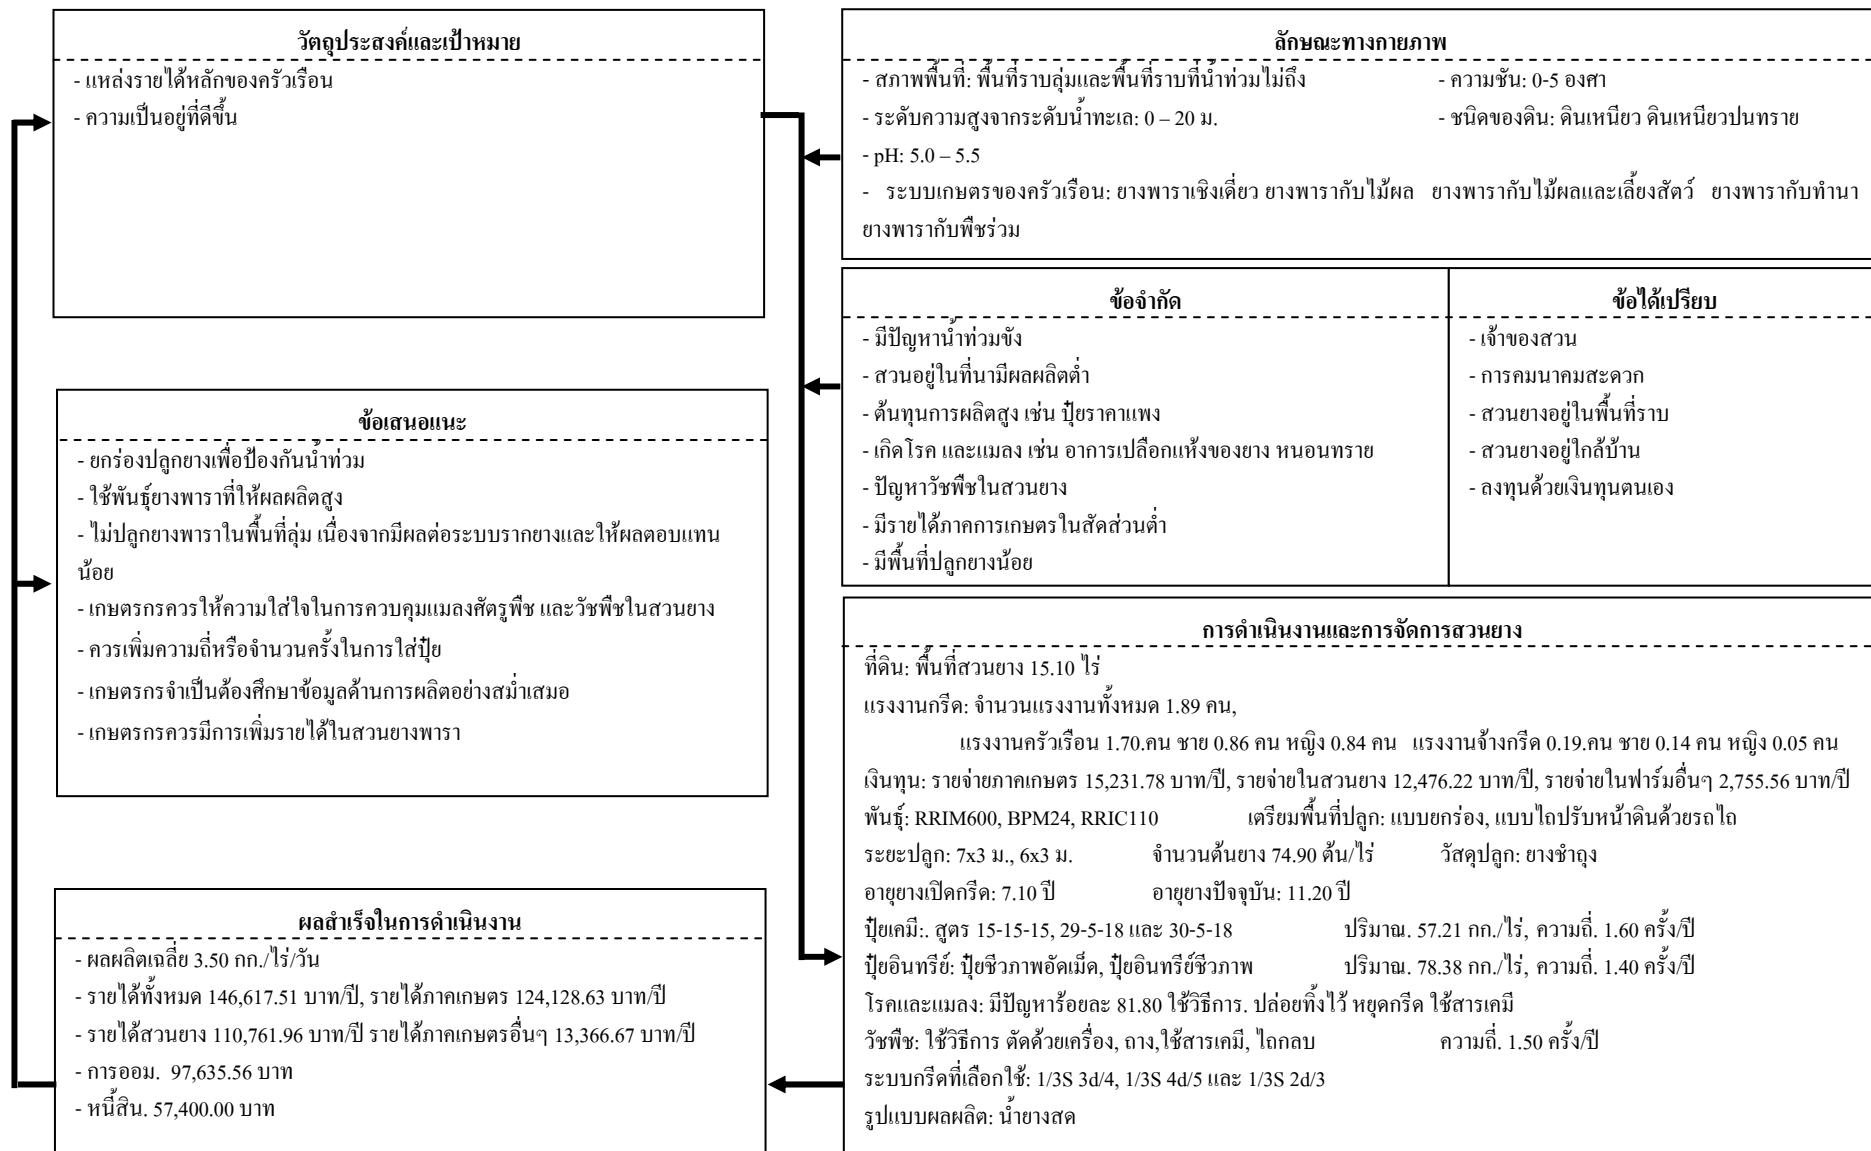 วัตถุประสงค์และเป้าหมาย
- แหล่งรายได้หลักของครัวเรือน
- ความเป็นอยู่ที่ดีขึ้น
ลักษณะทางกายภาพ
- สภาพพื้นที่: พื้นที่ราบลุ่มและพื้นที่ราบที่น้ำท่วมไม่ถึง - ความชัน: 0-5 องศา
- ระดับความสูงจากระดับน้ำทะเล: 0 – 20 ม. - ชนิดของดิน: ดินเหนียว ดินเหนียวปนทราย
- pH: 5.0 – 5.5
- ระบบเกษตรของครัวเรือน: ยางพาราเชิงเดี่ยว ยางพารากับไม้ผล ยางพารากับไม้ผลและเลี้ยงสัตว์ ยางพารากับทำนา
ยางพารากับพืชร่วม
ข้อจำกัด
- มีปัญหาน้ำท่วมขัง
- สวนอยู่ในที่นามีผลผลิตต่ำ
- ต้นทุนการผลิตสูง เช่น ปุ๋ยราคาแพง
- เกิดโรค และแมลง เช่น อาการเปลือกแห้งของยาง หนอนทราย
- ปัญหาวัชพืชในสวนยาง
- มีรายได้ภาคการเกษตรในสัดส่วนต่ำ
- มีพื้นที่ปลูกยางน้อย
ข้อได้เปรียบ
- เจ้าของสวน
- การคมนาคมสะดวก
- สวนยางอยู่ในพื้นที่ราบ
- สวนยางอยู่ใกล้บ้าน
- ลงทุนด้วยเงินทุนตนเอง
ข้อเสนอแนะ
- ยกร่องปลูกยางเพื่อป้องกันน้ำท่วม
- ใช้พันธุ์ยางพาราที่ให้ผลผลิตสูง
- ไม่ปลูกยางพาราในพื้นที่ลุ่ม เนื่องจากมีผลต่อระบบรากยางและให้ผลตอบแทน
น้อย
- เกษตรกรควรให้ความใส่ใจในการควบคุมแมลงศัตรูพืช และวัชพืชในสวนยาง
- ควรเพิ่มความถี่หรือจำนวนครั้งในการใส่ปุ๋ย
- เกษตรกรจำเป็นต้องศึกษาข้อมูลด้านการผลิตอย่างสม่ำเสมอ
- เกษตรกรควรมีการเพิ่มรายได้ในสวนยางพารา
การดำเนินงานและการจัดการสวนยาง
ที่ดิน: พื้นที่สวนยาง 15.10 ไร่
แรงงานกรีด: จำนวนแรงงานทั้งหมด 1.89 คน,
แรงงานครัวเรือน 1.70.คน ชาย 0.86 คน หญิง 0.84 คน แรงงานจ้างกรีด 0.19.คน ชาย 0.14 คน หญิง 0.05 คน
เงินทุน: รายจ่ายภาคเกษตร 15,231.78 บาท/ปี, รายจ่ายในสวนยาง 12,476.22 บาท/ปี, รายจ่ายในฟาร์มอื่นๆ 2,755.56 บาท/ปี
พันธุ์: RRIM600, BPM24, RRIC110 เตรียมพื้นที่ปลูก: แบบยกร่อง, แบบไถปรับหน้าดินด้วยรถไถ
ระยะปลูก: 7x3 ม., 6x3 ม. จำนวนต้นยาง 74.90 ต้น/ไร่ วัสดุปลูก: ยางชำถุง
อายุยางเปิดกรีด: 7.10 ปี อายุยางปัจจุบัน: 11.20 ปี
ปุ๋ยเคมี:. สูตร 15-15-15, 29-5-18 และ 30-5-18 ปริมาณ. 57.21 กก./ไร่, ความถี่. 1.60 ครั้ง/ปี
ปุ๋ยอินทรีย์: ปุ๋ยชีวภาพอัดเม็ด, ปุ๋ยอินทรีย์ชีวภาพ ปริมาณ. 78.38 กก./ไร่, ความถี่. 1.40 ครั้ง/ปี
โรคและแมลง: มีปัญหาร้อยละ 81.80 ใช้วิธีการ. ปล่อยทิ้งไว้ หยุดกรีด ใช้สารเคมี
วัชพืช: ใช้วิธีการ ตัดด้วยเครื่อง, ถาง,ใช้สารเคมี, ไถกลบ ความถี่. 1.50 ครั้ง/ปี
ระบบกรีดที่เลือกใช้: 1/3S 3d/4, 1/3S 4d/5 และ 1/3S 2d/3
รูปแบบผลผลิต: น้ำยางสด
ผลสำเร็จในการดำเนินงาน
- ผลผลิตเฉลี่ย 3.50 กก./ไร่/วัน
- รายได้ทั้งหมด 146,617.51 บาท/ปี, รายได้ภาคเกษตร 124,128.63 บาท/ปี
- รายได้สวนยาง 110,761.96 บาท/ปี รายได้ภาคเกษตรอื่นๆ 13,366.67 บาท/ปี
- การออม. 97,635.56 บาท
- หนี้สิน. 57,400.00 บาท